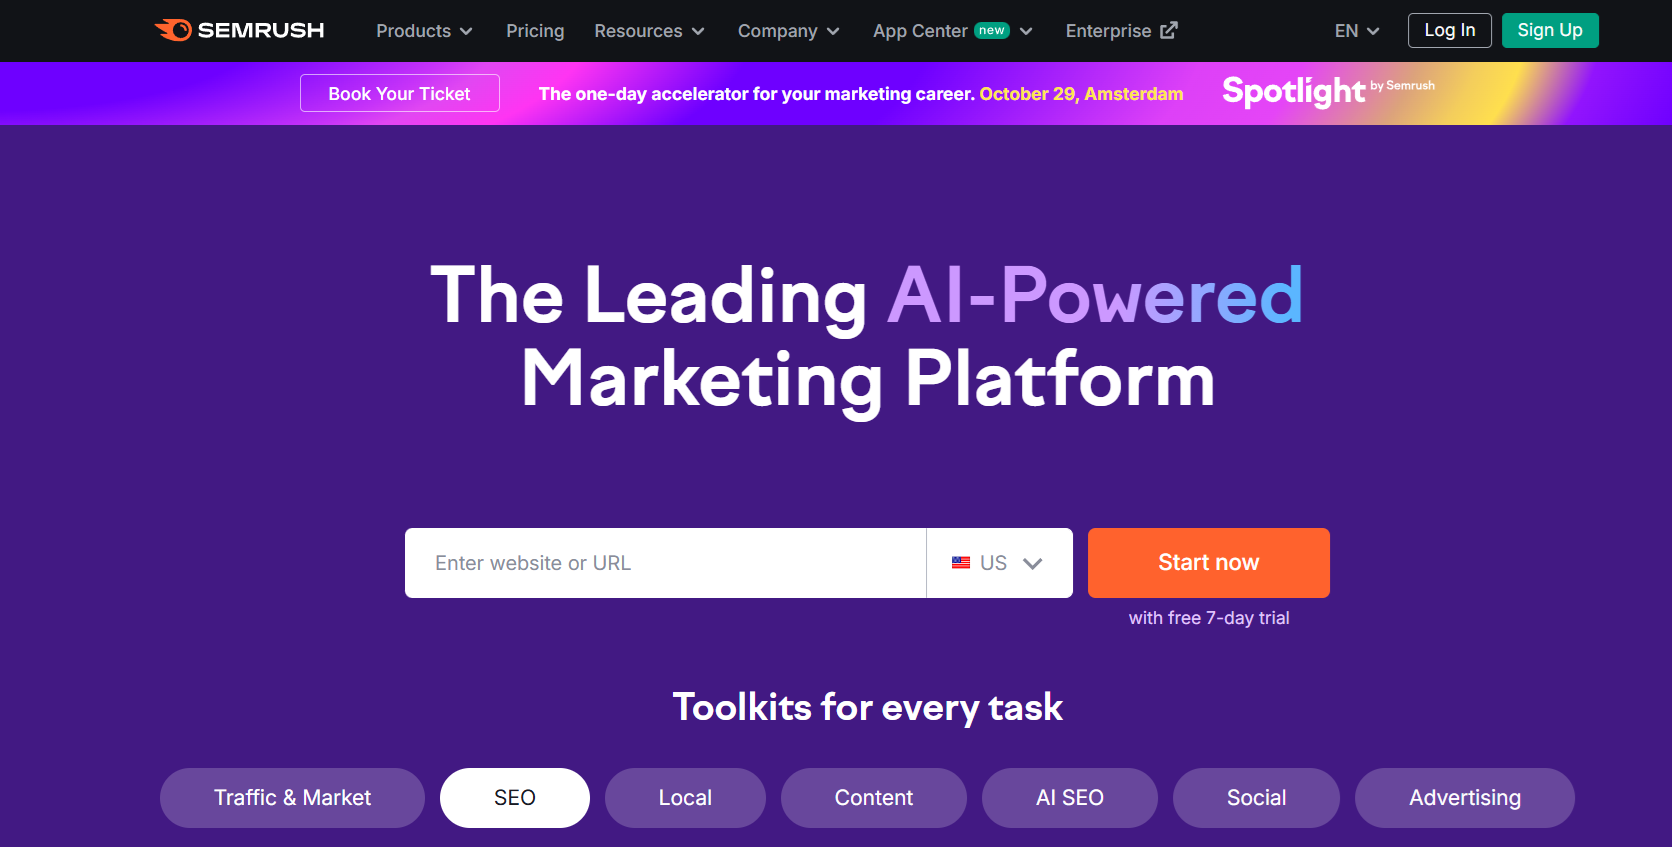 SEMRUSH Products Pricing Resources Company App Center new Enterprise EN Log In Sign Up
Book Your Ticket The one-day accelerator for your marketing career. October 29, Amsterdam Spotlight by Semrush
The Leading AI-Powered
Marketing Platform
Enter website or URL US Start now
with free 7-day trial
Toolkits for every task
Traffic & Market SEO Local Content AI SEO Social Advertising